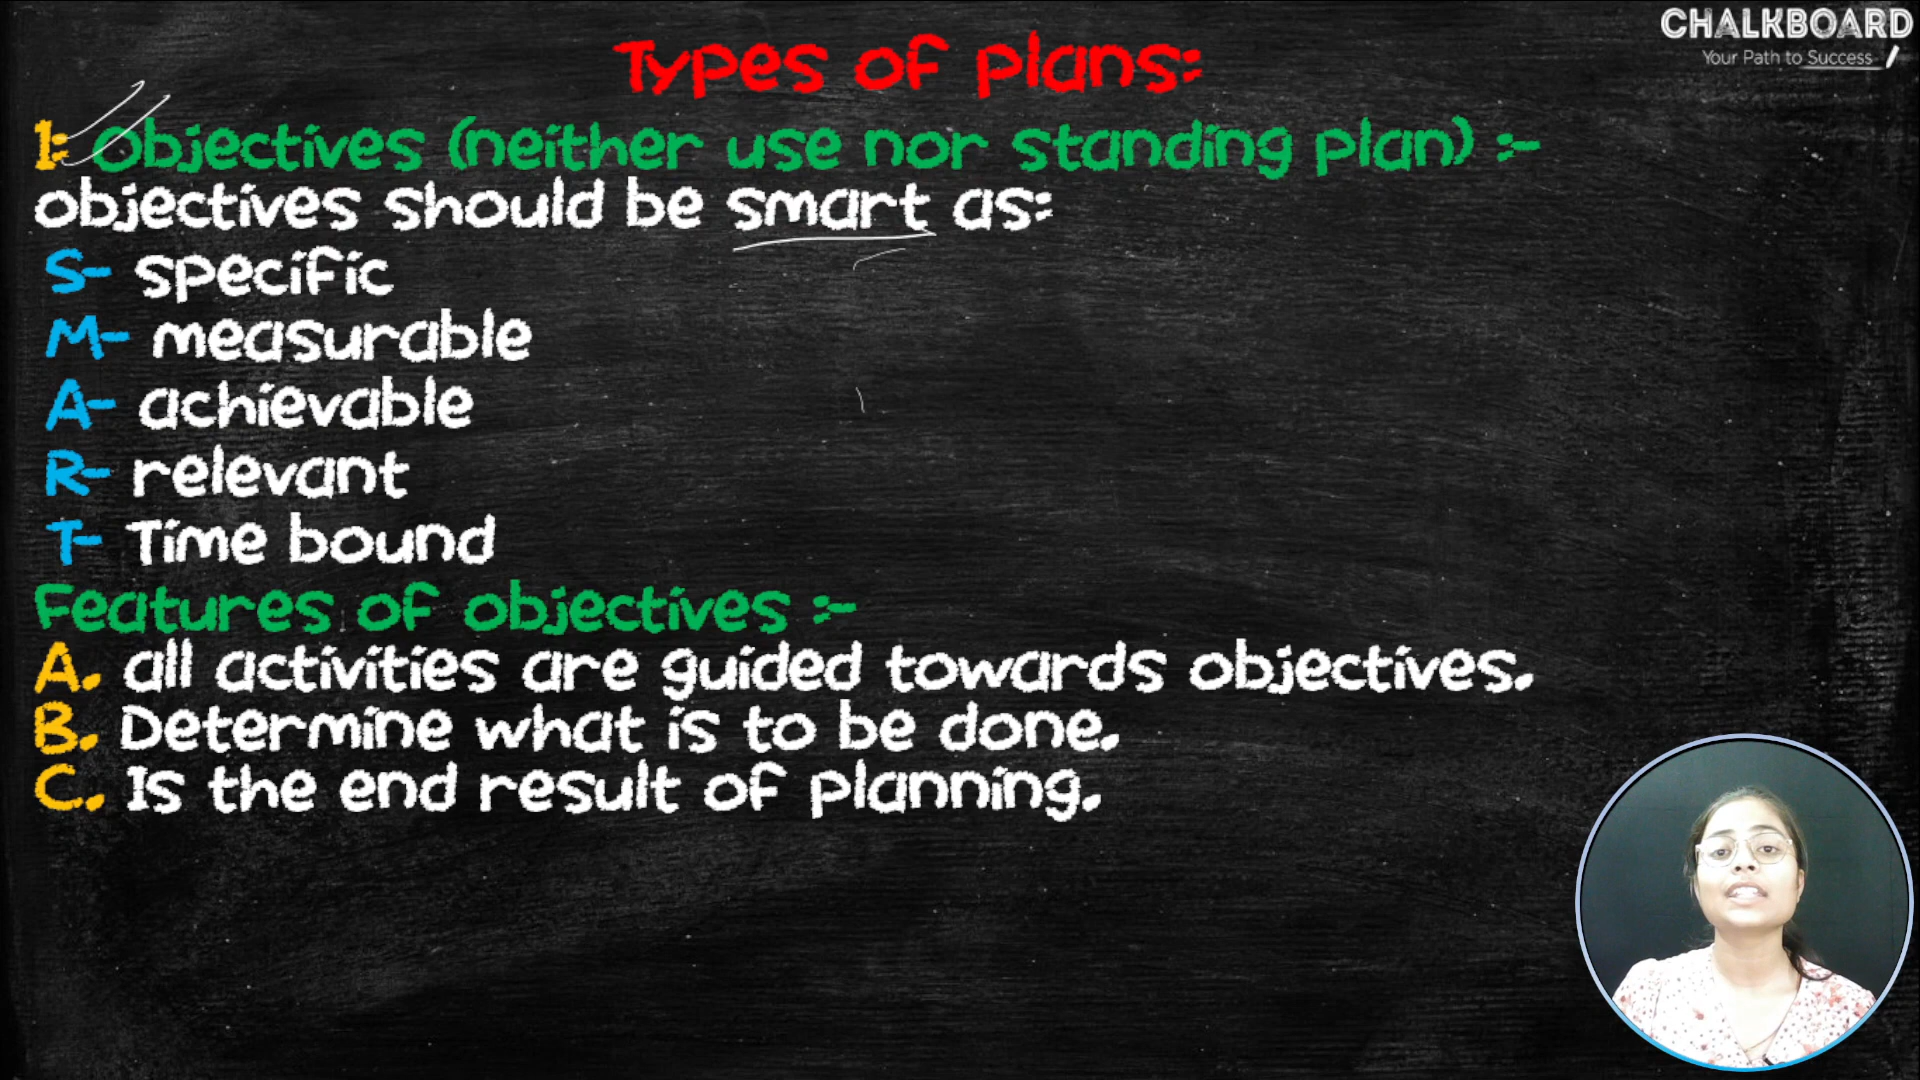 CHALKBOARD
Your Path to Success
Types of plans:
1: Objectives (neither use nor standing plan) :-
objectives should be smart as:
S- specific
M- measurable
A- achievable
R- relevant
T- Time bound
Features of objectives :-
A. all activities are guided towards objectives.
B. Determine what is to be done.
C. Is the end result of planning.